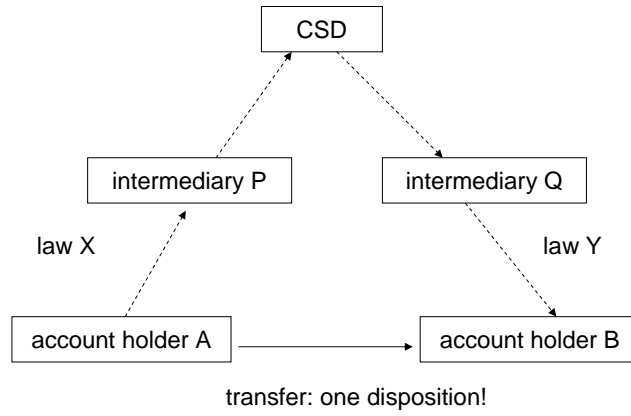 CSD
intermediary P
intermediary Q
law X
law Y
account holder A
account holder B
transfer: one disposition!